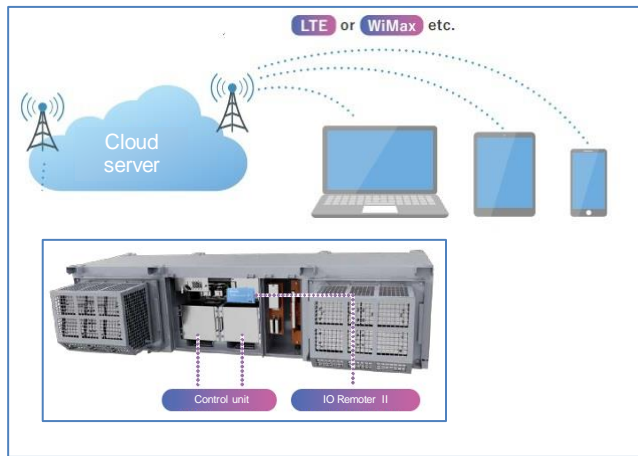 LTE or WiMax etc.
Cloud
server
Control unit
IO Remoter II